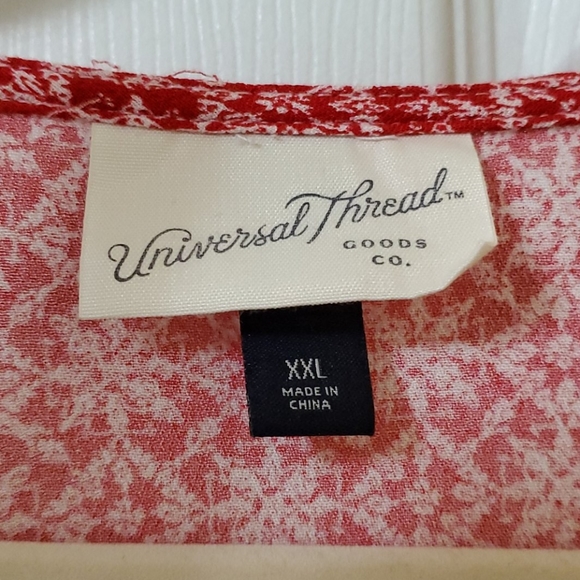 Universal Thread™
GOODS
CO.
XXL
MADE IN
CHINA